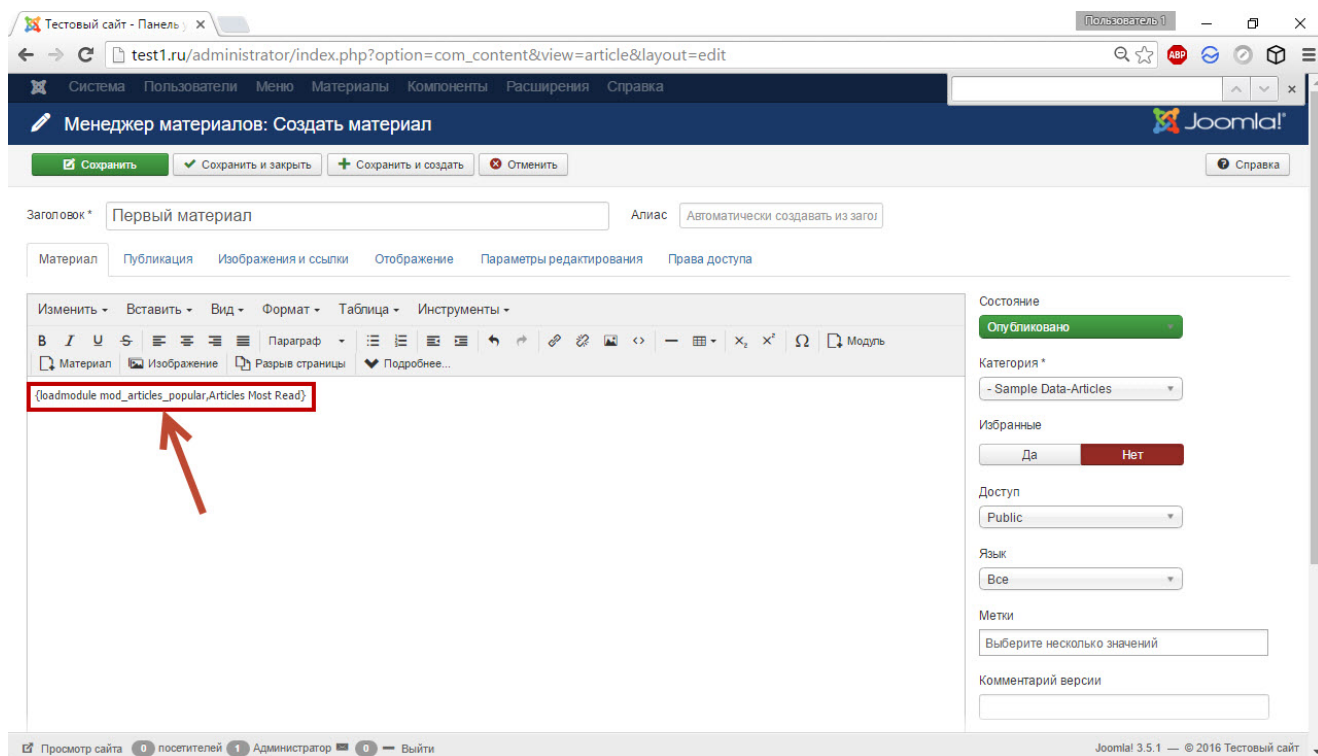 Тестовый сайт - Панель у
Пользователь 1
test1.ru/administrator/index.php?option=com_content&view=article&layout=edit
ABP
Система Пользователи Меню Материалы Компоненты Расширения Справка
Менеджер материалов: Создать материал
Joomla!
Сохранить Сохранить и закрыть Сохранить и создать Отменить Справка
Заголовок * Первый материал Алиас Автоматически создавать из заго
Материал Публикация Изображения и ссылки Отображение Параметры редактирования Права доступа
Изменить Вставить Вид Формат Таблица Инструменты
B I U S Параграф Модуль
Материал Изображение Разрыв страницы Подробнее...
{loadmodule mod_articles_popular,Articles Most Read}
Состояние
Опубликовано
Категория *
- Sample Data-Articles
Избранные
Да Нет
Доступ
Public
Язык
Все
Метки
Выберите несколько значений
Комментарий версии
Просмотр сайта 0 посетителей 1 Администратор 0 Выйти
Joomla! 3.5.1 — © 2016 Тестовый сайт